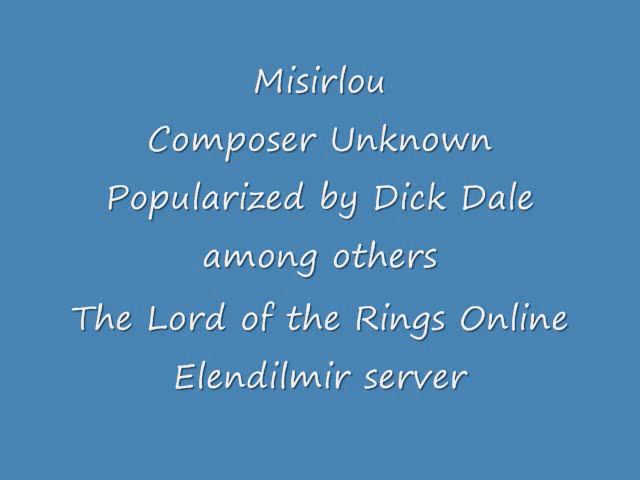 Misirlou
Composer Unknown
Popularized by Dick Dale
among others
The Lord of the Rings Online
Elendilmir server